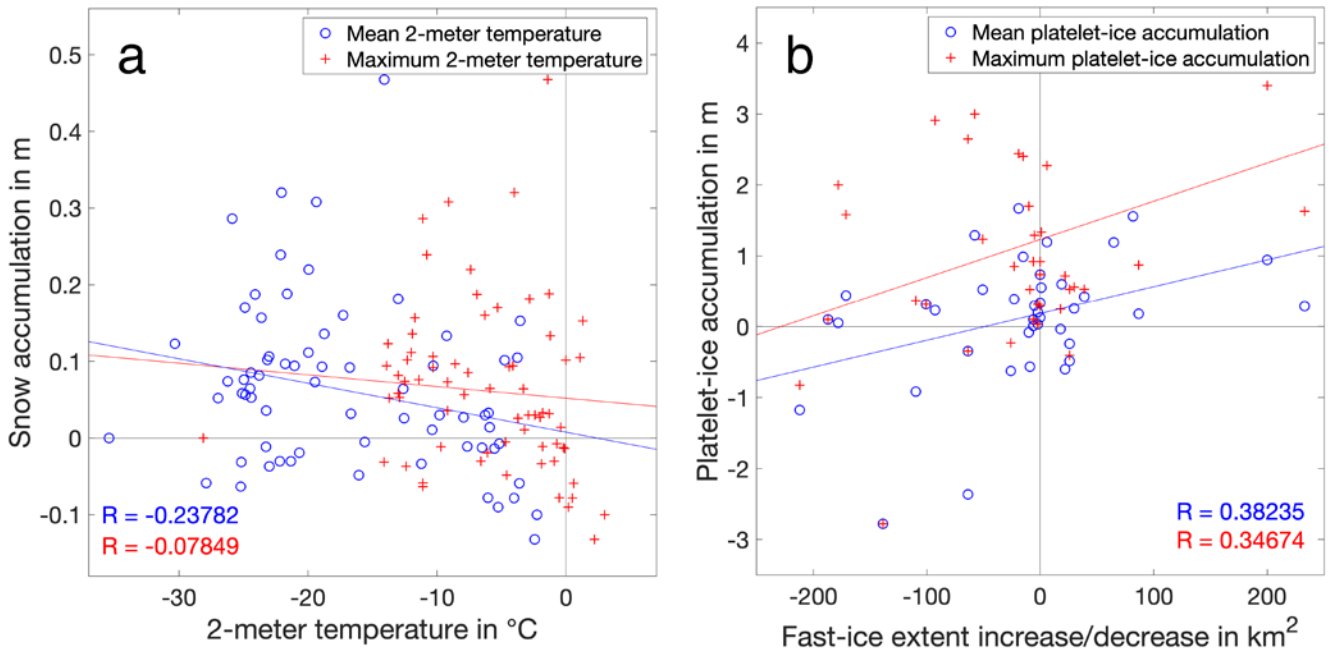 a
Mean 2-meter temperature
Maximum 2-meter temperature
Snow accumulation in m
0.5
0.4
0.3
0.2
0.1
0
-0.1
R = -0.23782
R = -0.07849
-30
-20
-10
0
2-meter temperature in °C
b
Mean platelet-ice accumulation
Maximum platelet-ice accumulation
Platelet-ice accumulation in m
4
3
2
1
0
-1
-2
-3
R = 0.38235
R = 0.34674
-200
-100
0
100
200
Fast-ice extent increase/decrease in km²